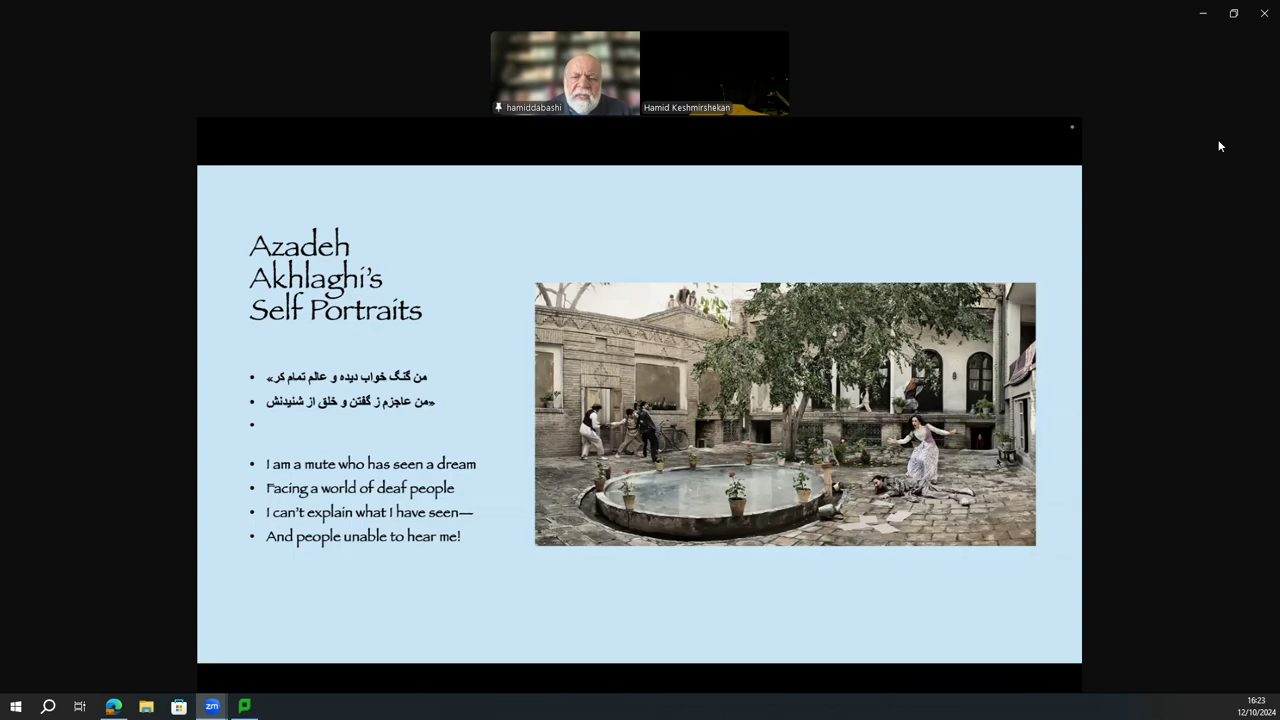 hamiddabashi
Hamid Keshmirshekan
Azadeh
Akhlaghi's
Self Portraits
من گنگ خواب دیده و عالم تمام کر»
«من عاجزم ز گفتن و خلق از شنیدنش
I am a mute who has seen a dream
Facing a world of deaf people
I can't explain what I have seen—
And people unable to hear me!
zm
16:23
12/10/2024